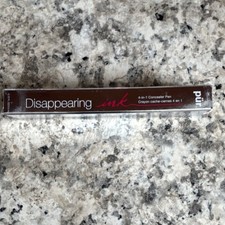 Disappearing ink
4-in-1 Concealer Pen
Crayon cache-cernes 4 en 1
pür